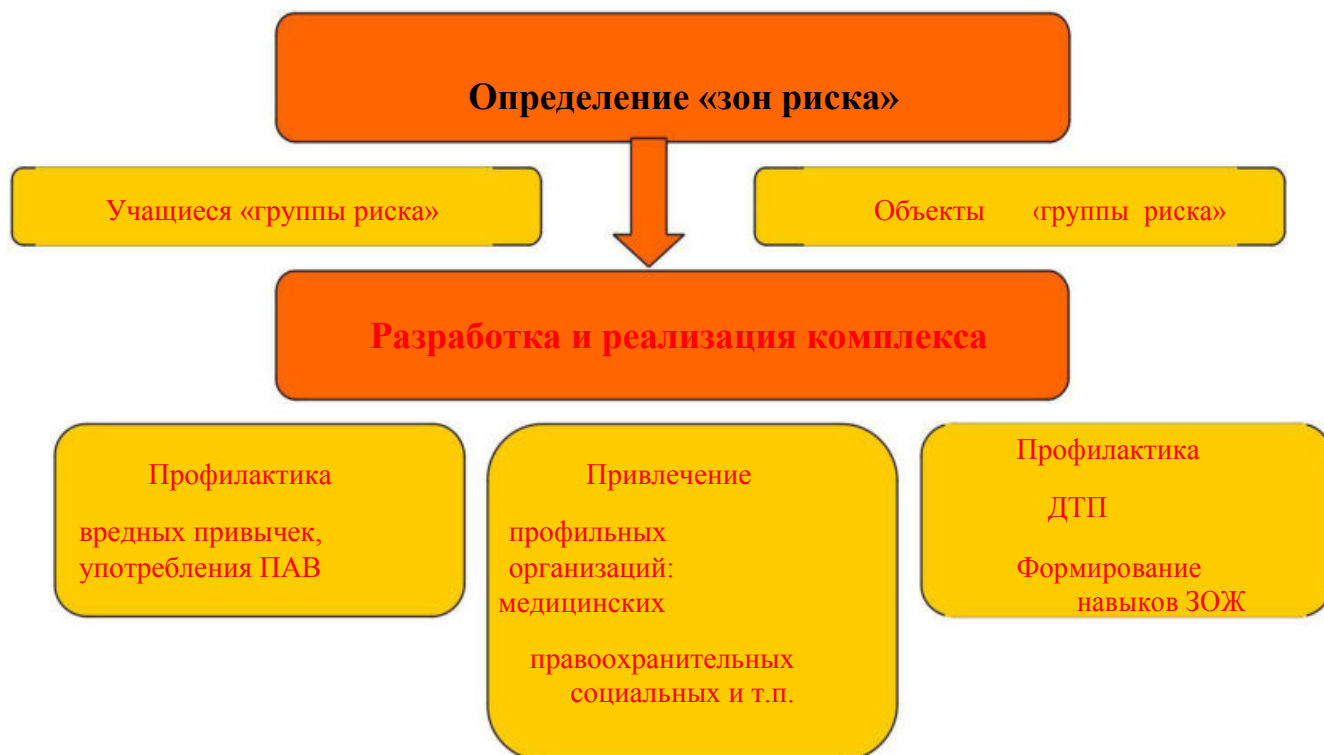 Определение «зон риска»
Учащиеся «группы риска»
Объекты ‹группы риска»
Разработка и реализация комплекса
Профилактика
вредных привычек,
употребления ПАВ
Привлечение
профильных
организаций:
медицинских
правоохранительных
социальных и т.п.
Профилактика
ДТП
Формирование
навыков ЗОЖ